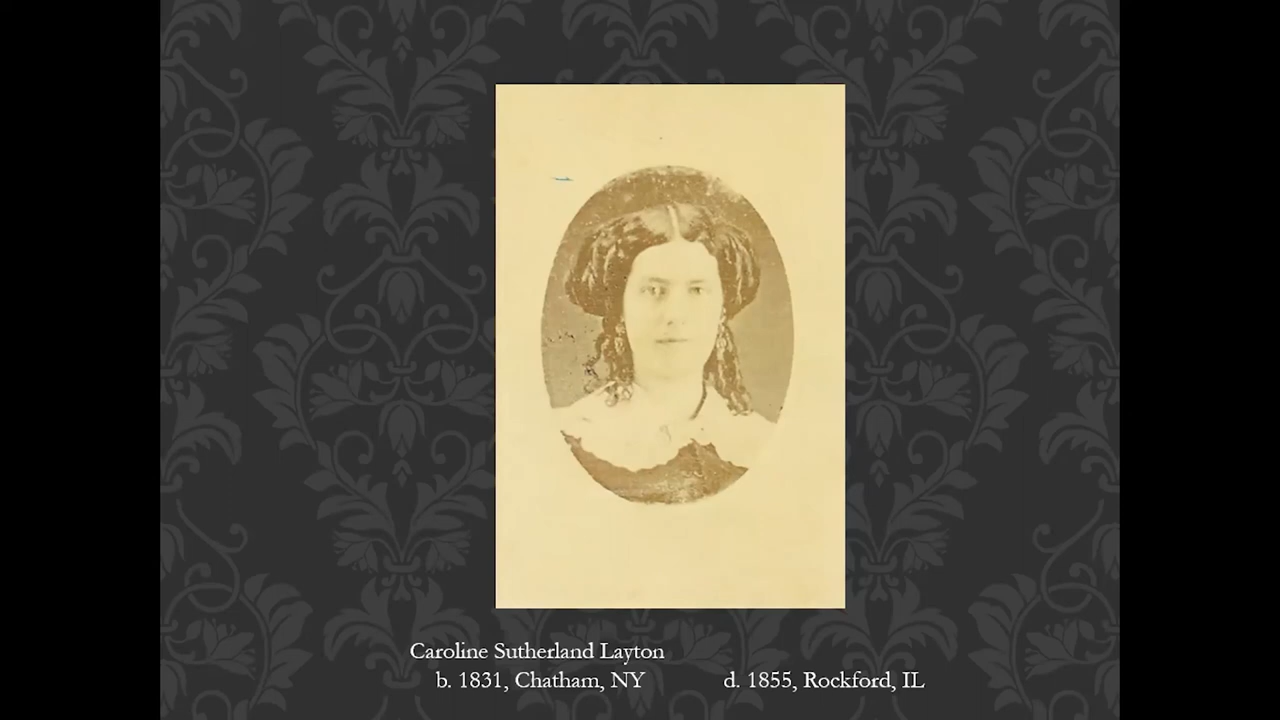 Caroline Sutherland Layton
b. 1831, Chatham, NY d. 1855, Rockford, IL